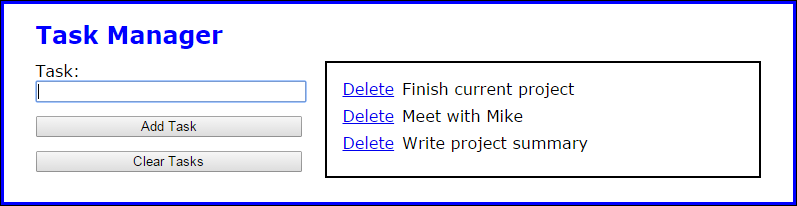 Task Manager
Task:
Add Task
Clear Tasks
Delete Finish current project
Delete Meet with Mike
Delete Write project summary